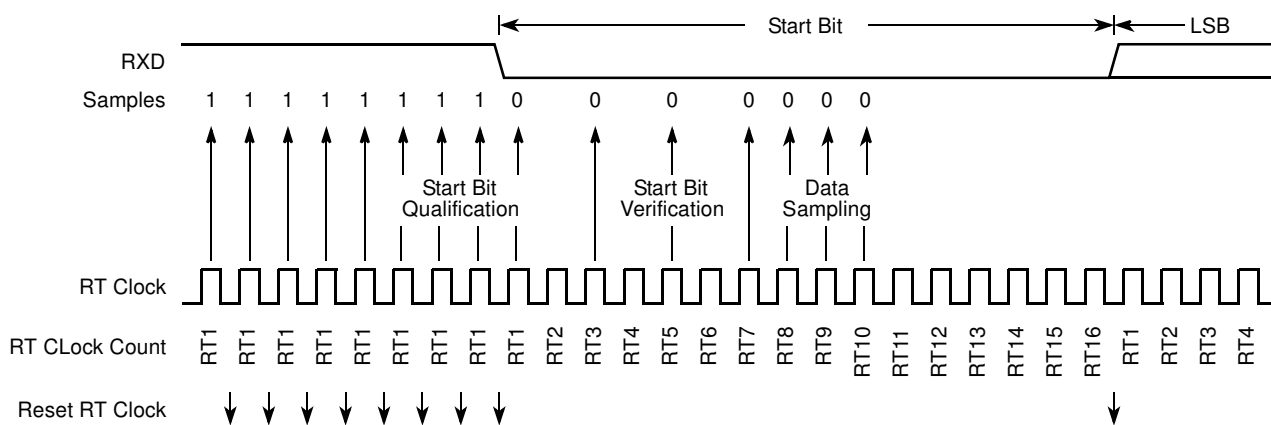 Start Bit LSB
RXD
Samples 1 1 1 1 1 1 1 1 0 0 0 0 0 0 0
Start Bit Qualification
Start Bit Verification
Data Sampling
RT Clock
RT CLock Count RT1 RT1 RT1 RT1 RT1 RT1 RT1 RT1 RT1 RT2 RT3 RT4 RT5 RT6 RT7 RT8 RT9 RT10 RT11 RT12 RT13 RT14 RT15 RT16 RT1 RT2 RT3 RT4
Reset RT Clock